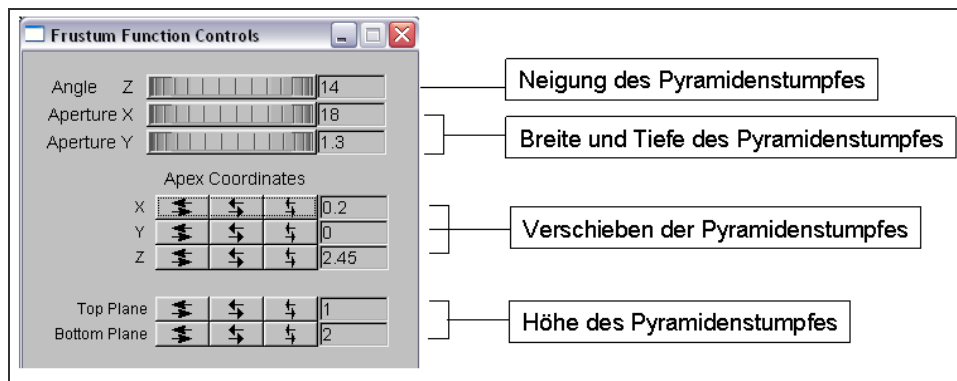 Frustum Function Controls
Angle Z 14
Neigung des Pyramidenstumpfes
Aperture X 18
Aperture Y 1.3
Breite und Tiefe des Pyramidenstumpfes
Apex Coordinates
X 0.2
Y 0
Z 2.45
Verschieben der Pyramidenstumpfes
Top Plane 1
Bottom Plane 2
Höhe des Pyramidenstumpfes